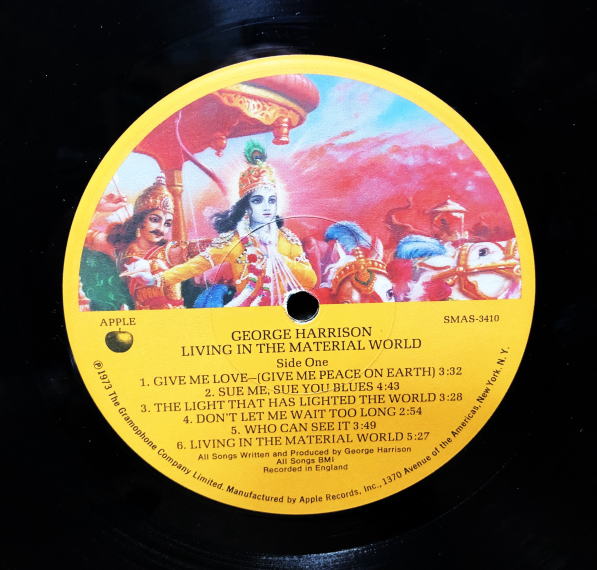 APPLE
SMAS-3410
GEORGE HARRISON
LIVING IN THE MATERIAL WORLD
Side One
1. GIVE ME LOVE—(GIVE ME PEACE ON EARTH) 3:32
2. SUE ME, SUE YOU BLUES 4:43
3. THE LIGHT THAT HAS LIGHTED THE WORLD 3:28
4. DON'T LET ME WAIT TOO LONG 2:54
5. WHO CAN SEE IT 3:49
6. LIVING IN THE MATERIAL WORLD 5:27
All Songs Written and Produced by George Harrison
All Songs BMI
Recorded in England
℗1973 The Gramophone Company Limited. Manufactured by Apple Records, Inc., 1370 Avenue of the Americas, New York, N.Y.